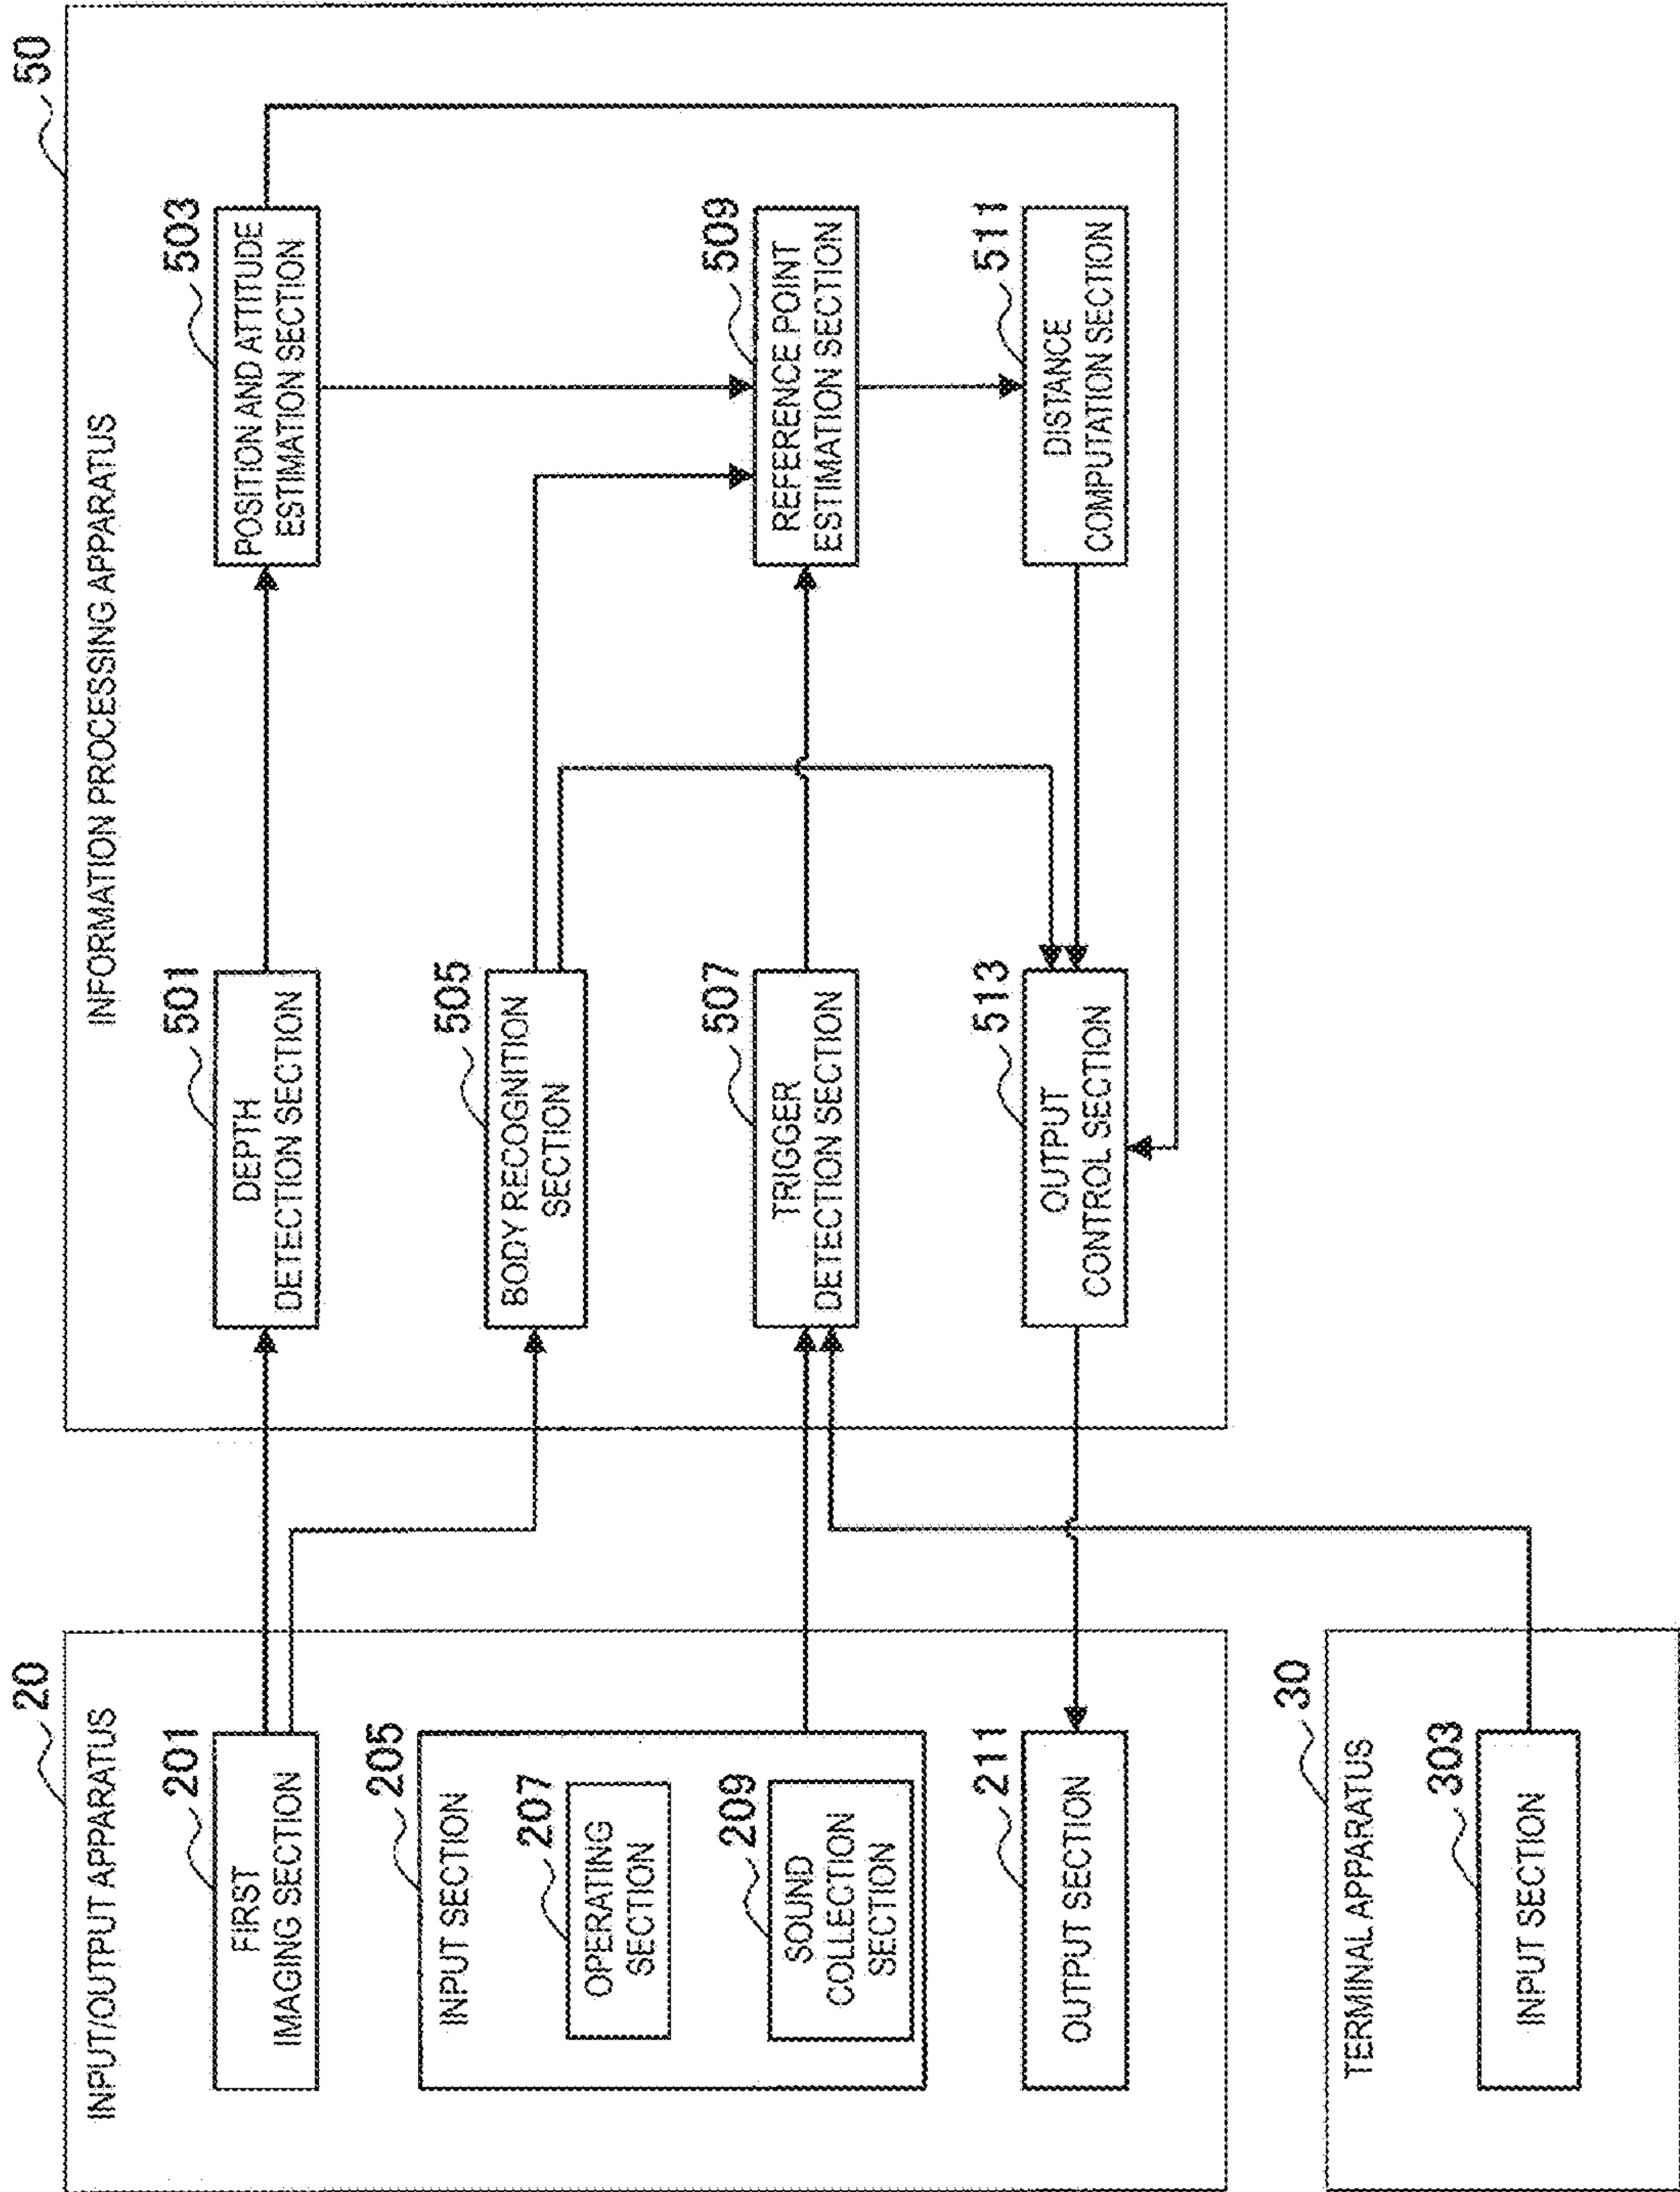 20
INPUT/OUTPUT APPARATUS
201
FIRST
IMAGING SECTION
205
INPUT SECTION
207
OPERATING
SECTION
209
SOUND
COLLECTION
SECTION
211
OUTPUT SECTION
30
TERMINAL APPARATUS
303
INPUT SECTION
50
INFORMATION PROCESSING APPARATUS
501
DEPTH
DETECTION SECTION
503
POSITION AND ATTITUDE
ESTIMATION SECTION
505
BODY RECOGNITION
SECTION
507
TRIGGER
DETECTION SECTION
509
REFERENCE POINT
ESTIMATION SECTION
513
OUTPUT
CONTROL SECTION
511
DISTANCE
COMPUTATION SECTION